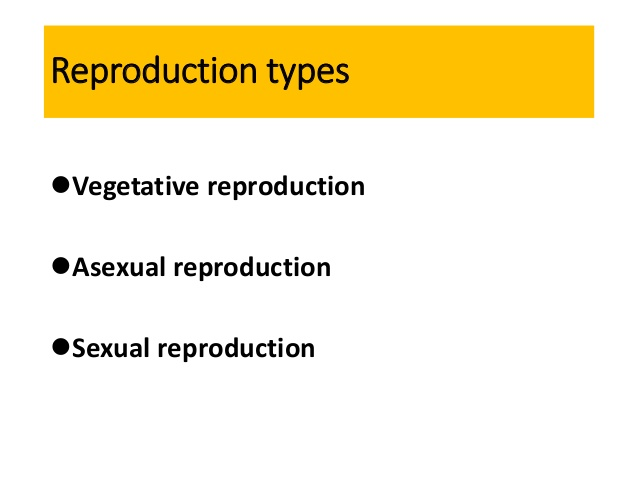 Reproduction types
●Vegetative reproduction
●Asexual reproduction
●Sexual reproduction